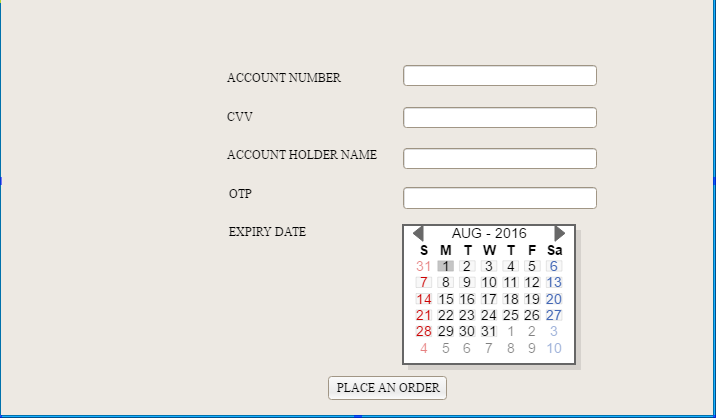 ACCOUNT NUMBER
CVV
ACCOUNT HOLDER NAME
OTP
EXPIRY DATE
AUG - 2016
S M T W T F Sa
31 1 2 3 4 5 6
7 8 9 10 11 12 13
14 15 16 17 18 19 20
21 22 23 24 25 26 27
28 29 30 31 1 2 3
4 5 6 7 8 9 10
PLACE AN ORDER